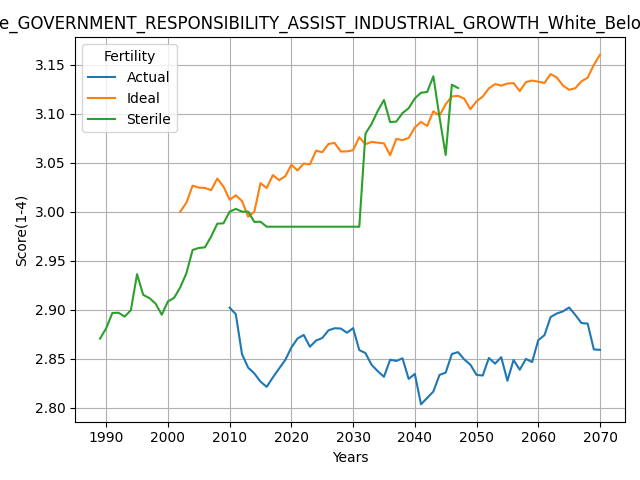 e_GOVERNMENT_RESPONSIBILITY_ASSIST_INDUSTRIAL_GROWTH_White_Belo
Fertility
Actual
Ideal
Sterile
Score(1-4)
3.15
3.10
3.05
3.00
2.95
2.90
2.85
2.80
1990 2000 2010 2020 2030 2040 2050 2060 2070
Years